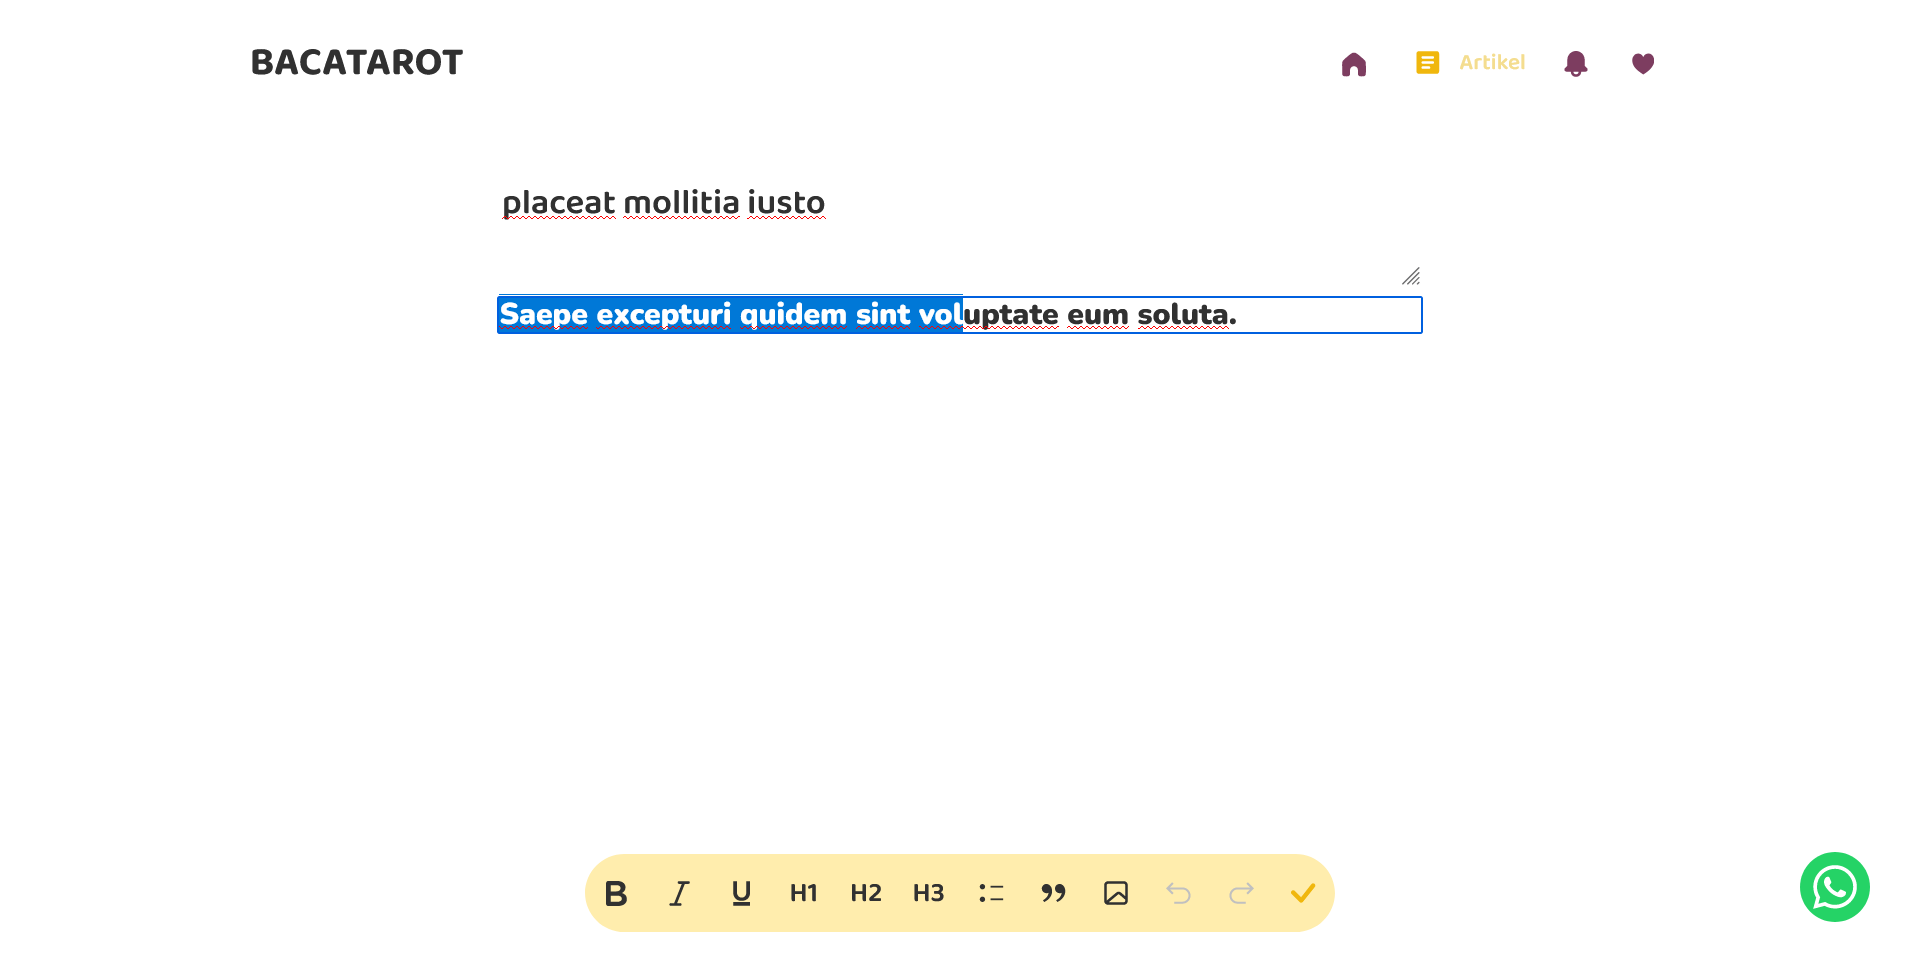 BACATAROT
Artikel
placeat mollitia iusto
Saepe excepturi quidem sint voluptate eum soluta.
B I U H1 H2 H3